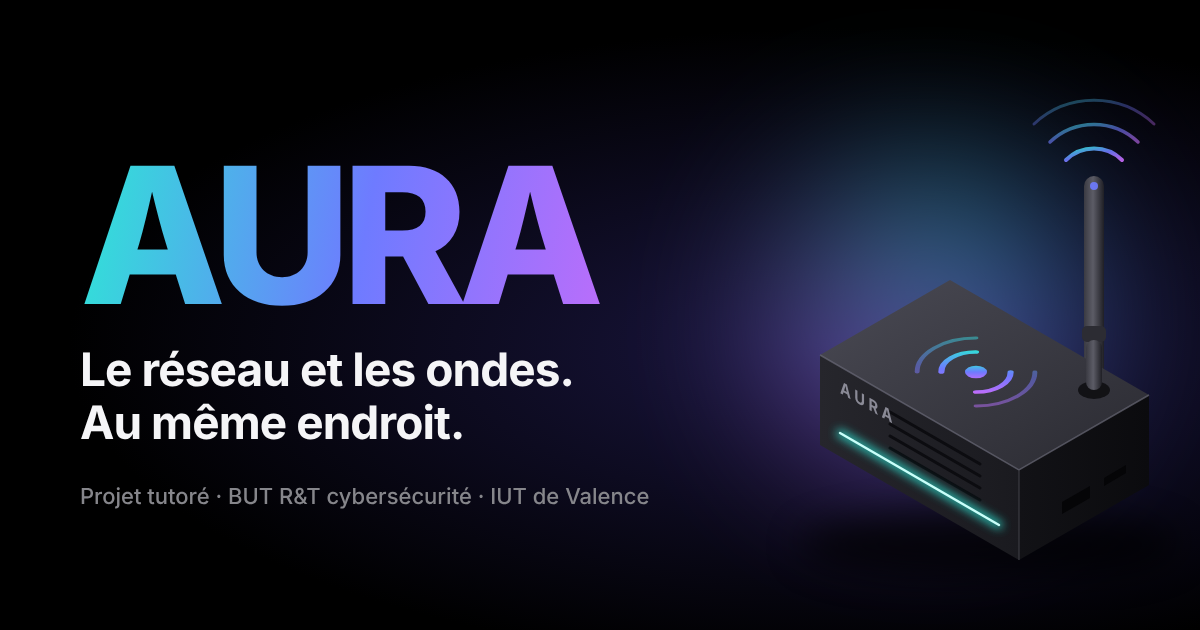 AURA
Le réseau et les ondes.
Au même endroit.
Projet tutoré · BUT R&T cybersécurité · IUT de Valence
AURA